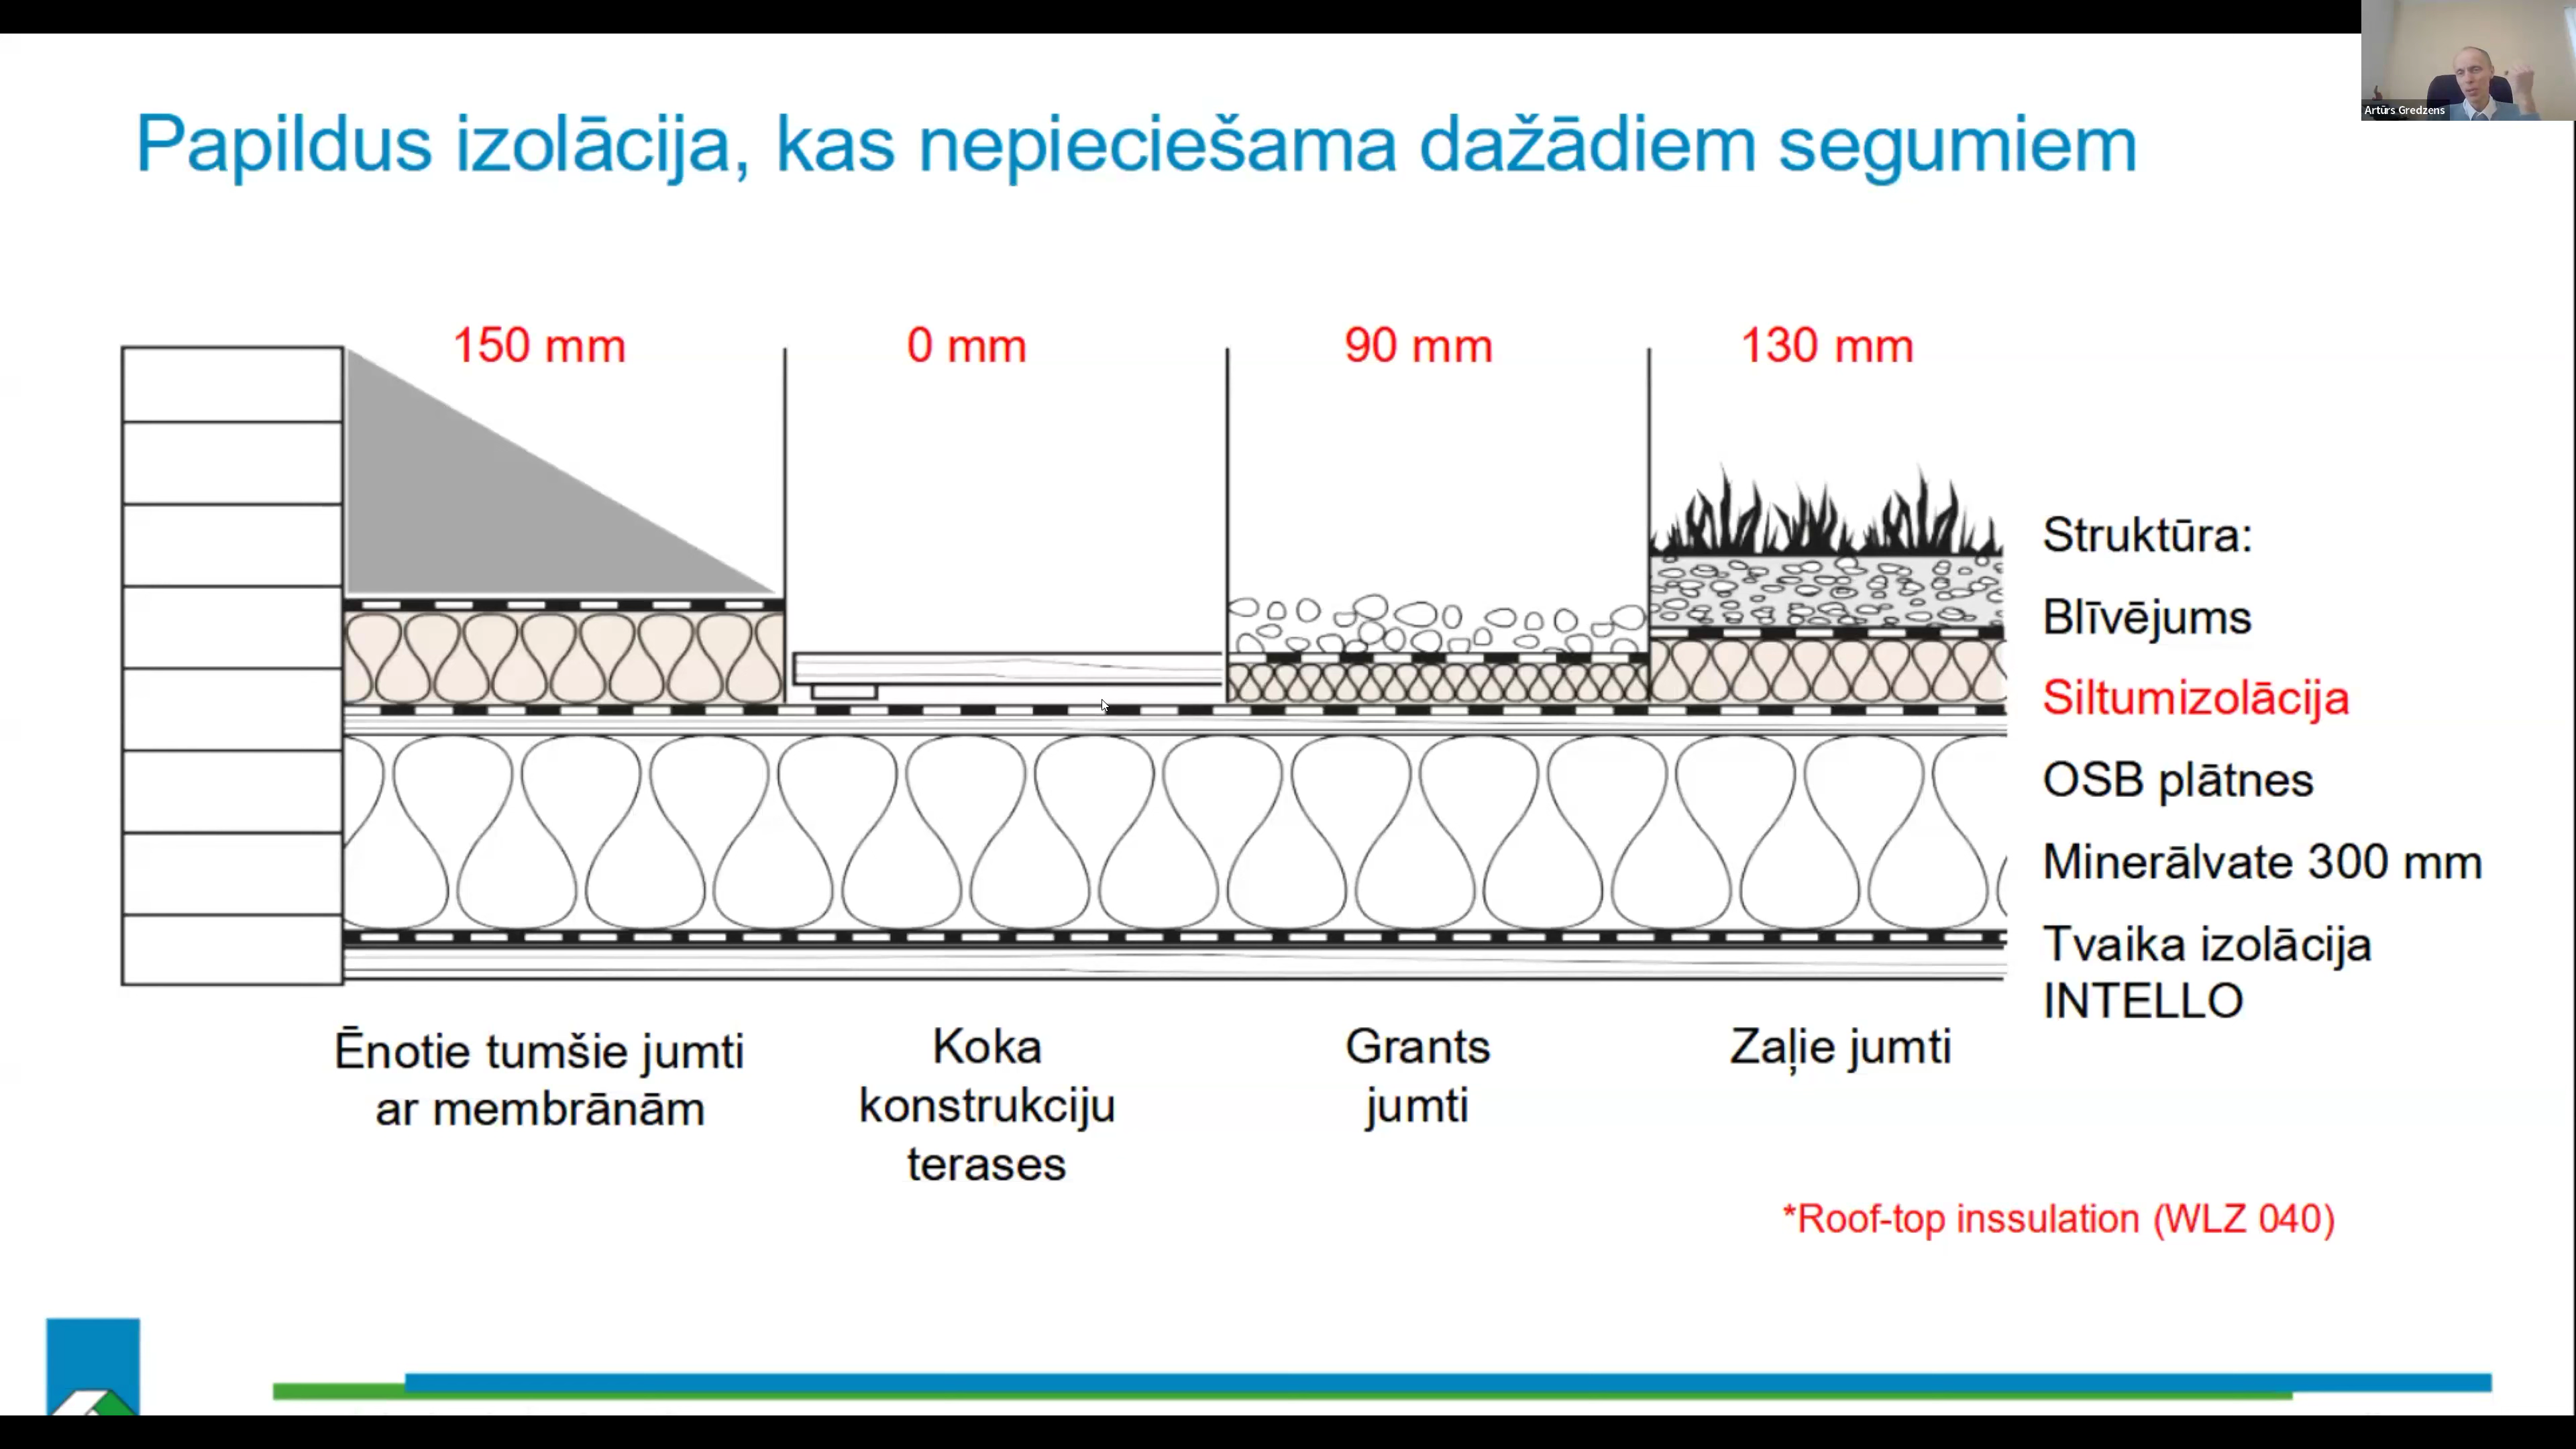 Artūrs Gredzens
Papildus izolācija, kas nepieciešama dažādiem segumiem
150 mm
0 mm
90 mm
130 mm
Struktūra:
Blīvējums
Siltumizolācija
OSB plātnes
Minerālvate 300 mm
Tvaika izolācija
INTELLO
Ēnotie tumšie jumti
ar membrānām
Koka
konstrukciju
terases
Grants
jumti
Zaļie jumti
*Roof-top inssulation (WLZ 040)